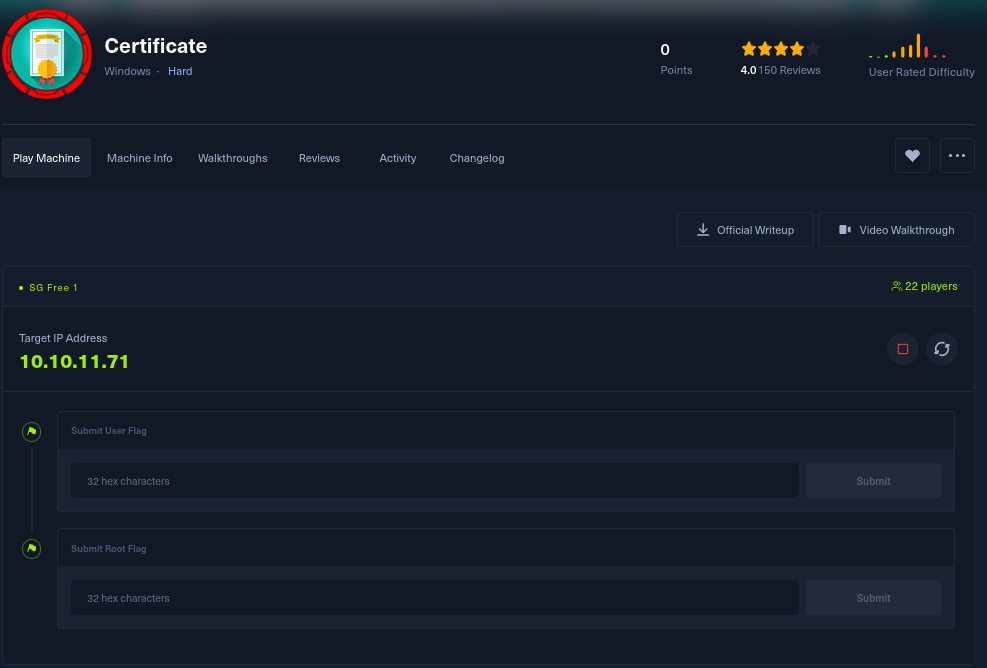 Certificate
Windows · Hard
0
Points
4.0 150 Reviews
User Rated Difficulty
Play Machine
Machine Info
Walkthroughs
Reviews
Activity
Changelog
Official Writeup
Video Walkthrough
SG Free 1
22 players
Target IP Address
10.10.11.71
Submit User Flag
32 hex characters
Submit
Submit Root Flag
32 hex characters
Submit